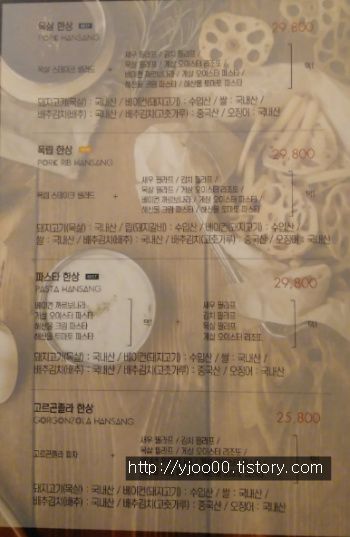 목살 한상 BEST 29,800
PORK HANSANG
목살 스테이크 샐러드 +
새우 필라프 / 김치 필라프 /
목살 필라프 / 게살 오이스터 리조또 /
베이컨 까르보나라 / 게살 오이스터 파스타 /
해산물 크림 파스타 / 해산물 토마토 파스타
택1
돼지고기(목살) : 국내산 / 베이컨(돼지고기) : 수입산 / 쌀 : 국내산 /
배추김치(배추) : 국내산 / 배추김치(고춧가루) : 중국산 / 오징어 : 국내산
폭립 한상 29,800
PORK RIB HANSANG
목살 스테이크 샐러드 +
새우 필라프 / 김치 필라프 /
목살 필라프 / 게살 오이스터 리조또 /
베이컨 까르보나라 / 게살 오이스터 파스타 /
해산물 크림 파스타 / 해산물 토마토 파스타
택1
돼지고기(목살) : 국내산 / 립(돼지갈비) : 수입산 / 베이컨(돼지고기) : 수입산 /
쌀 : 국내산 / 배추김치(배추) : 국내산 / 배추김치(고춧가루) : 중국산 / 오징어 : 국내산
파스타 한상 BEST 29,800
PASTA HANSANG
베이컨 까르보나라
게살 오이스터 파스타
해산물 크림 파스타
해산물 토마토 파스타
택1 +
새우 필라프
김치 필라프
목살 필라프
게살 오이스터 리조또
택1
돼지고기(목살) : 국내산 / 베이컨(돼지고기) : 수입산 / 쌀 : 국내산 /
배추김치(배추) : 국내산 / 배추김치(고춧가루) : 중국산 / 오징어 : 국내산
고르곤졸라 한상 25,800
GORGONZOLA HANSANG
고르곤졸라 피자 +
새우 필라프 / 김치 필라프 /
목살 필라프 / 게살 오이스터 리조또 /
http://yjoo00.tistory.com
돼지고기(목살) : 국내산 / 베이컨(돼지고기) : 수입산 / 쌀 : 국내산 /
배추김치(배추) : 국내산 / 배추김치(고춧가루) : 중국산 / 오징어 : 국내산